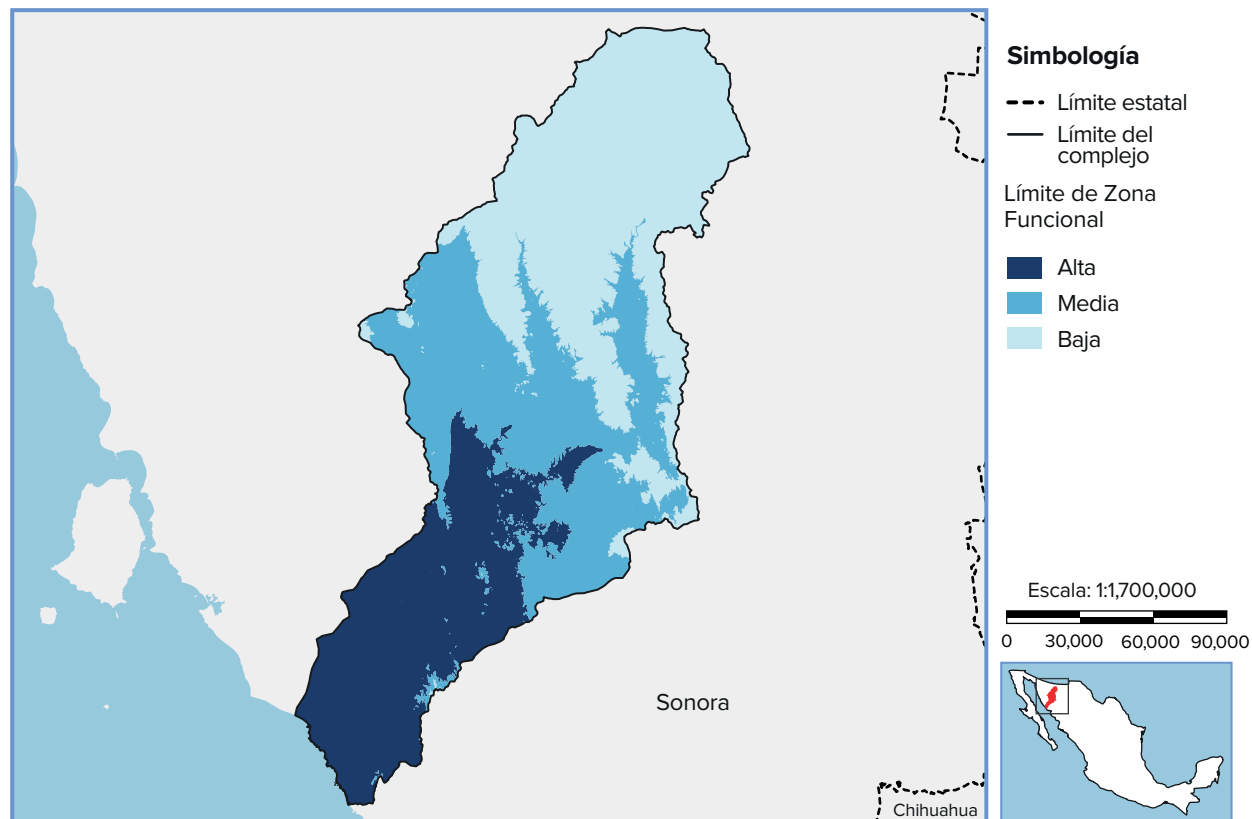 Simbología
Límite estatal
Límite del
complejo
Límite de Zona
Funcional
Alta
Media
Baja
Escala: 1:1,700,000
0 30,000 60,000 90,000
Sonora
Chihuahua